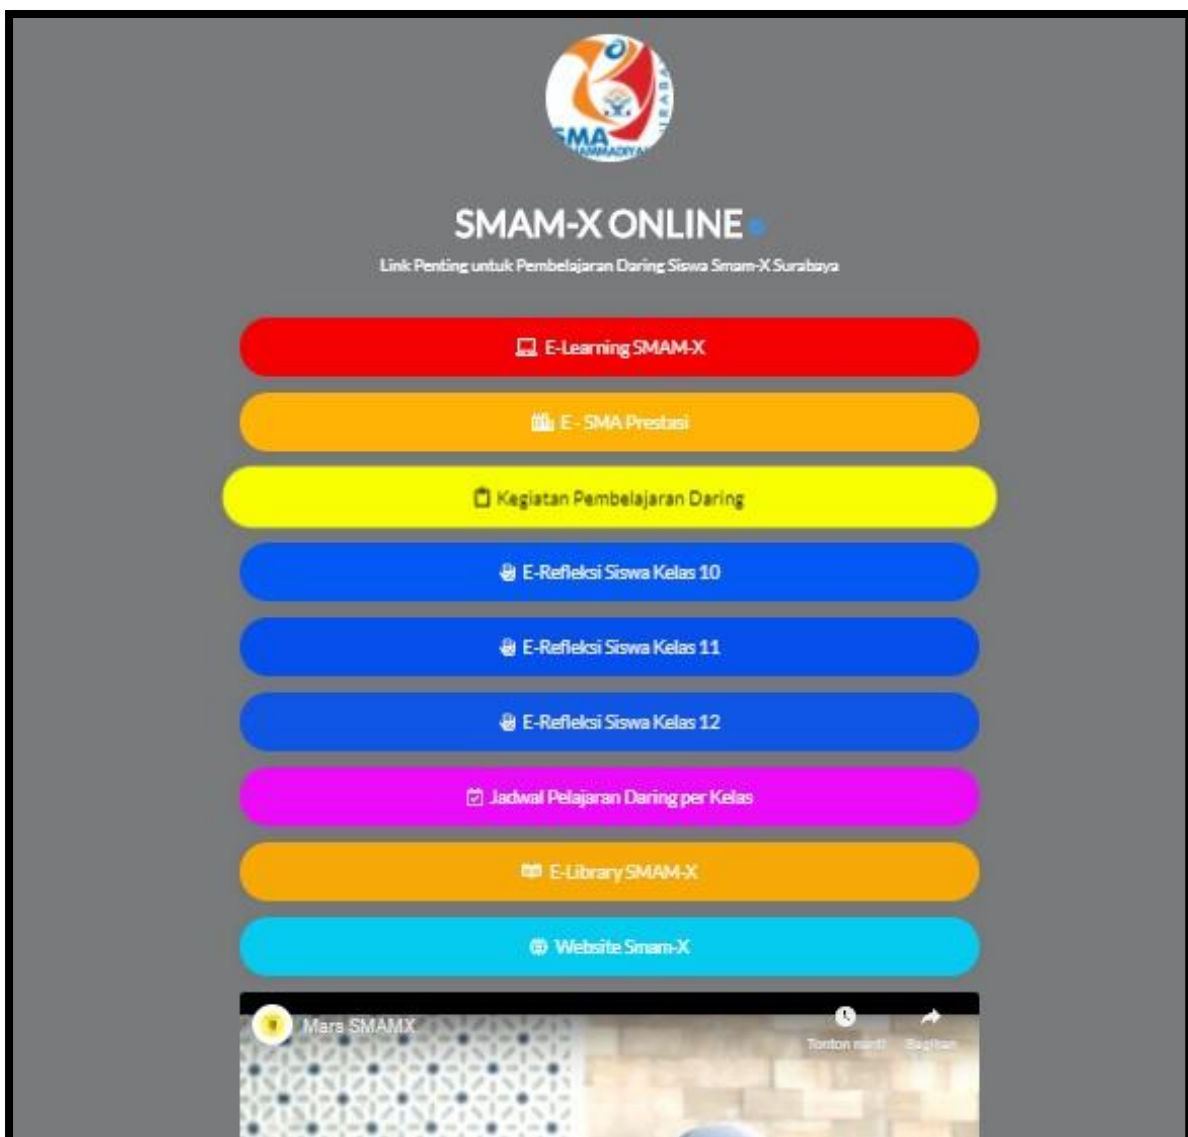 SMA
SMAM-X ONLINE
Link Penting untuk Pembelajaran Daring Siswa Smam-X Surabaya
E-Learning SMAM-X
E - SMA Prestasi
Kegiatan Pembelajaran Daring
E-Refleksi Siswa Kelas 10
E-Refleksi Siswa Kelas 11
E-Refleksi Siswa Kelas 12
Jadwal Pelajaran Daring per Kelas
E-Library SMAM-X
Website Smam-X
Mars SMAMX
Tonton nanti
Bagikan